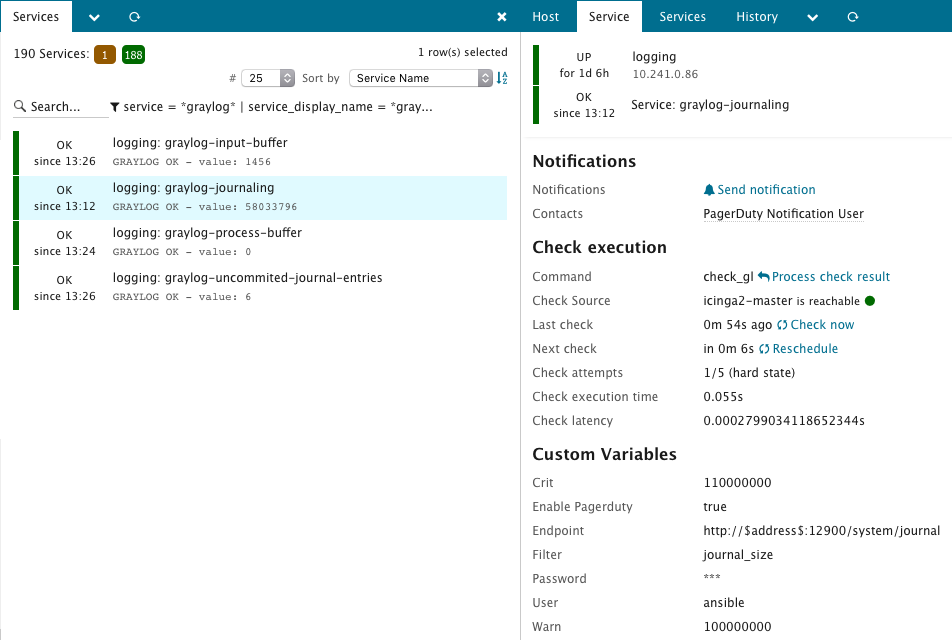 Services
Host Service Services History
190 Services: 1 188
1 row(s) selected
# 25 Sort by Service Name
Search... service = *graylog* | service_display_name = *gray...
OK logging: graylog-input-buffer
since 13:26 GRAYLOG OK - value: 1456
OK logging: graylog-journaling
since 13:12 GRAYLOG OK - value: 58033796
OK logging: graylog-process-buffer
since 13:24 GRAYLOG OK - value: 0
OK logging: graylog-uncommited-journal-entries
since 13:26 GRAYLOG OK - value: 6
UP logging
for 1d 6h 10.241.0.86
OK
since 13:12 Service: graylog-journaling
Notifications
Notifications Send notification
Contacts PagerDuty Notification User
Check execution
Command check_gl Process check result
Check Source icinga2-master is reachable
Last check 0m 54s ago Check now
Next check in 0m 6s Reschedule
Check attempts 1/5 (hard state)
Check execution time 0.055s
Check latency 0.0002799034118652344s
Custom Variables
Crit 110000000
Enable Pagerduty true
Endpoint http://$address$:12900/system/journal
Filter journal_size
Password ***
User ansible
Warn 100000000